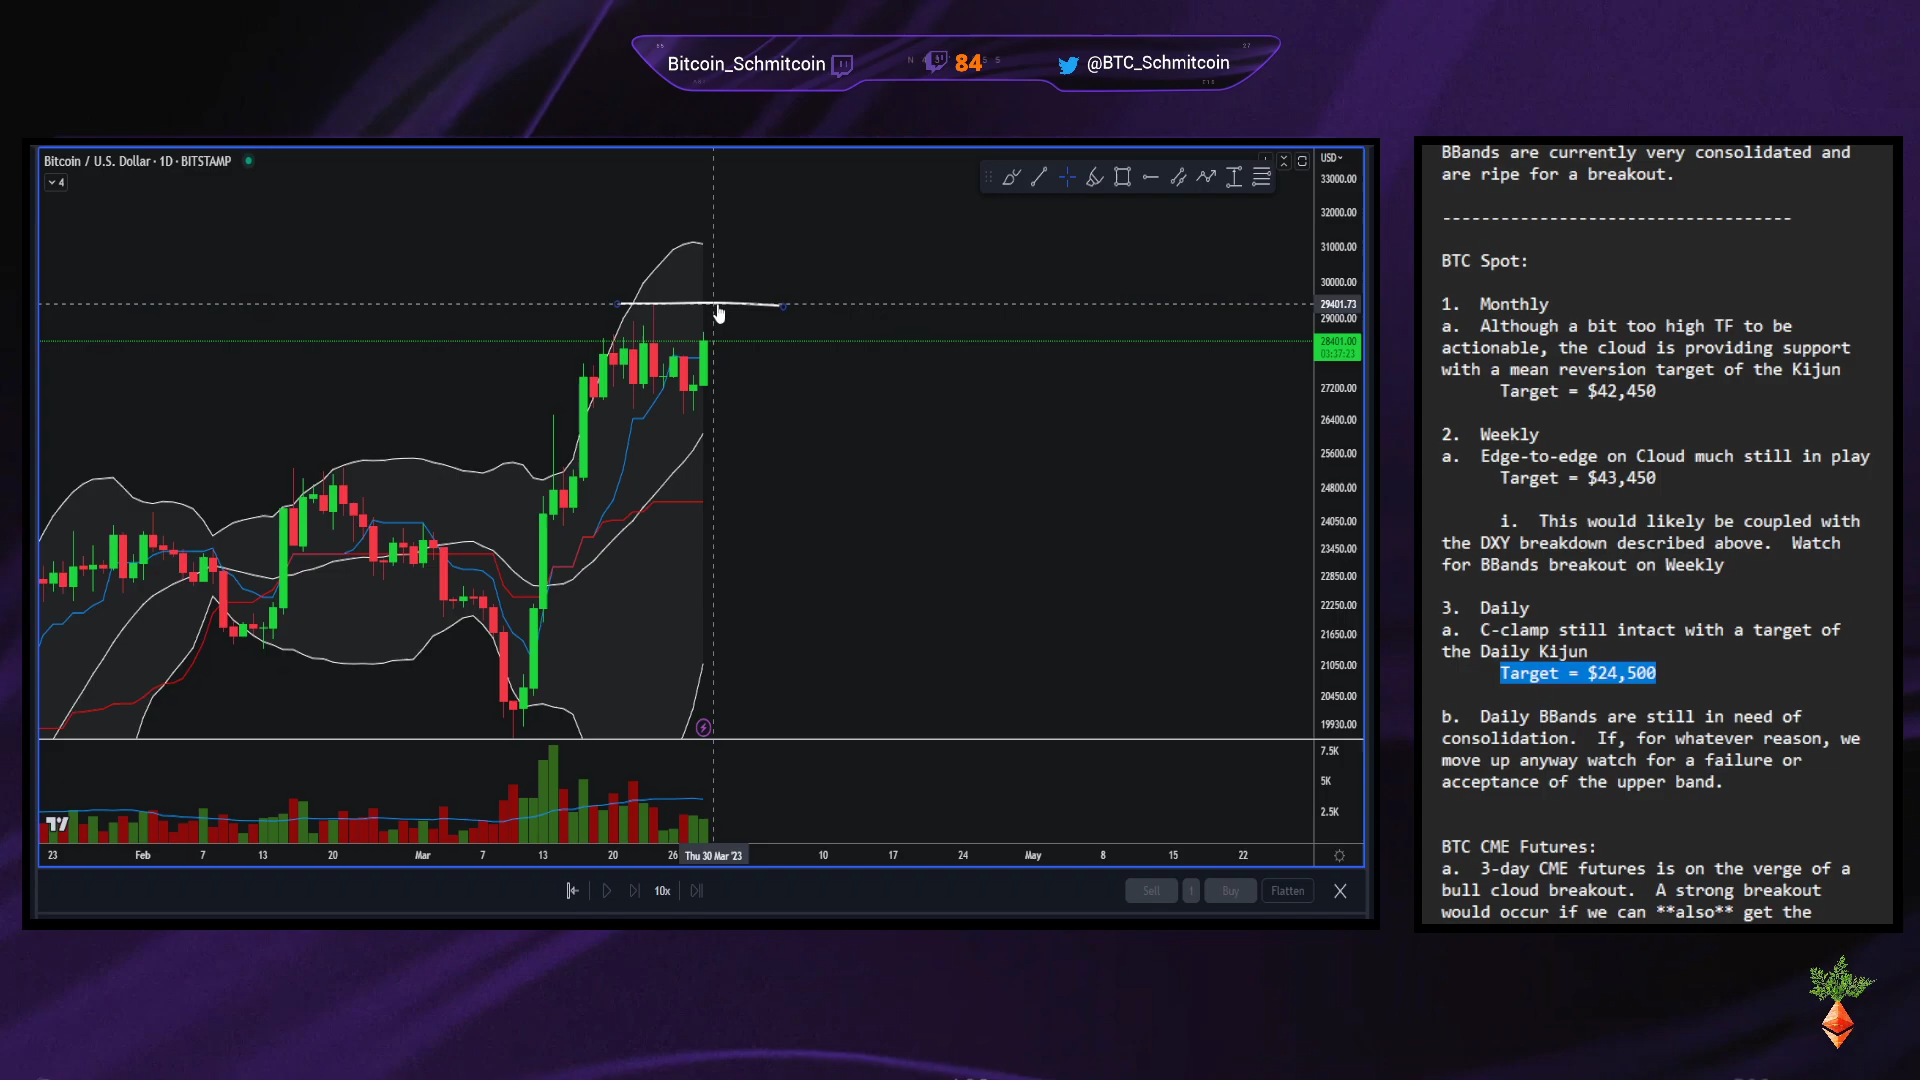 Bitcoin_Schmitcoin
84
@BTC_Schmitcoin
Bitcoin / U.S. Dollar · 1D · BITSTAMP
4
USD
33000.00
32000.00
31000.00
30000.00
29401.73
29000.00
28401.00
03:37:23
27200.00
26400.00
25600.00
24800.00
24050.00
23450.00
22850.00
22250.00
21650.00
21050.00
20450.00
19930.00
7.5K
5K
2.5K
23
Feb
7
13
20
Mar
7
13
20
26
Thu 30 Mar '23
10
17
24
May
8
15
22
10x
Sell
1
Buy
Flatten
BBands are currently very consolidated and
are ripe for a breakout.
------------------------------------
BTC Spot:
1. Monthly
a. Although a bit too high TF to be
actionable, the cloud is providing support
with a mean reversion target of the Kijun
Target = $42,450
2. Weekly
a. Edge-to-edge on Cloud much still in play
Target = $43,450
i. This would likely be coupled with
the DXY breakdown described above. Watch
for BBands breakout on Weekly
3. Daily
a. C-clamp still intact with a target of
the Daily Kijun
Target = $24,500
b. Daily BBands are still in need of
consolidation. If, for whatever reason, we
move up anyway watch for a failure or
acceptance of the upper band.
BTC CME Futures:
a. 3-day CME futures is on the verge of a
bull cloud breakout. A strong breakout
would occur if we can **also** get the